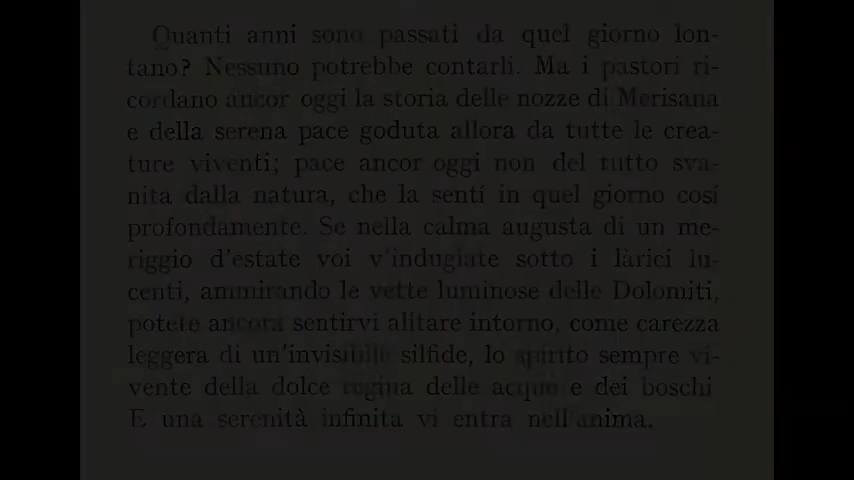 Quanti anni sono passati da quel giorno lon-
tano? Nessuno potrebbe contarli. Ma i pastori ri-
cordano ancor oggi la storia delle nozze di Merisana
e della serena pace goduta allora da tutte le crea-
ture viventi; pace ancor oggi non del tutto sva-
nita dalla natura, che la sentí in quel giorno cosí
profondamente. Se nella calma augusta di un me-
riggio d'estate voi v'indugiate sotto i làrici lu-
centi, ammirando le vette luminose delle Dolomiti,
potete ancora sentirvi alitare intorno, come carezza
leggera di un'invisibile silfide, lo spirito sempre vi-
vente della dolce regina delle acque e dei boschi
E una serenità infinita vi entra nell'anima.